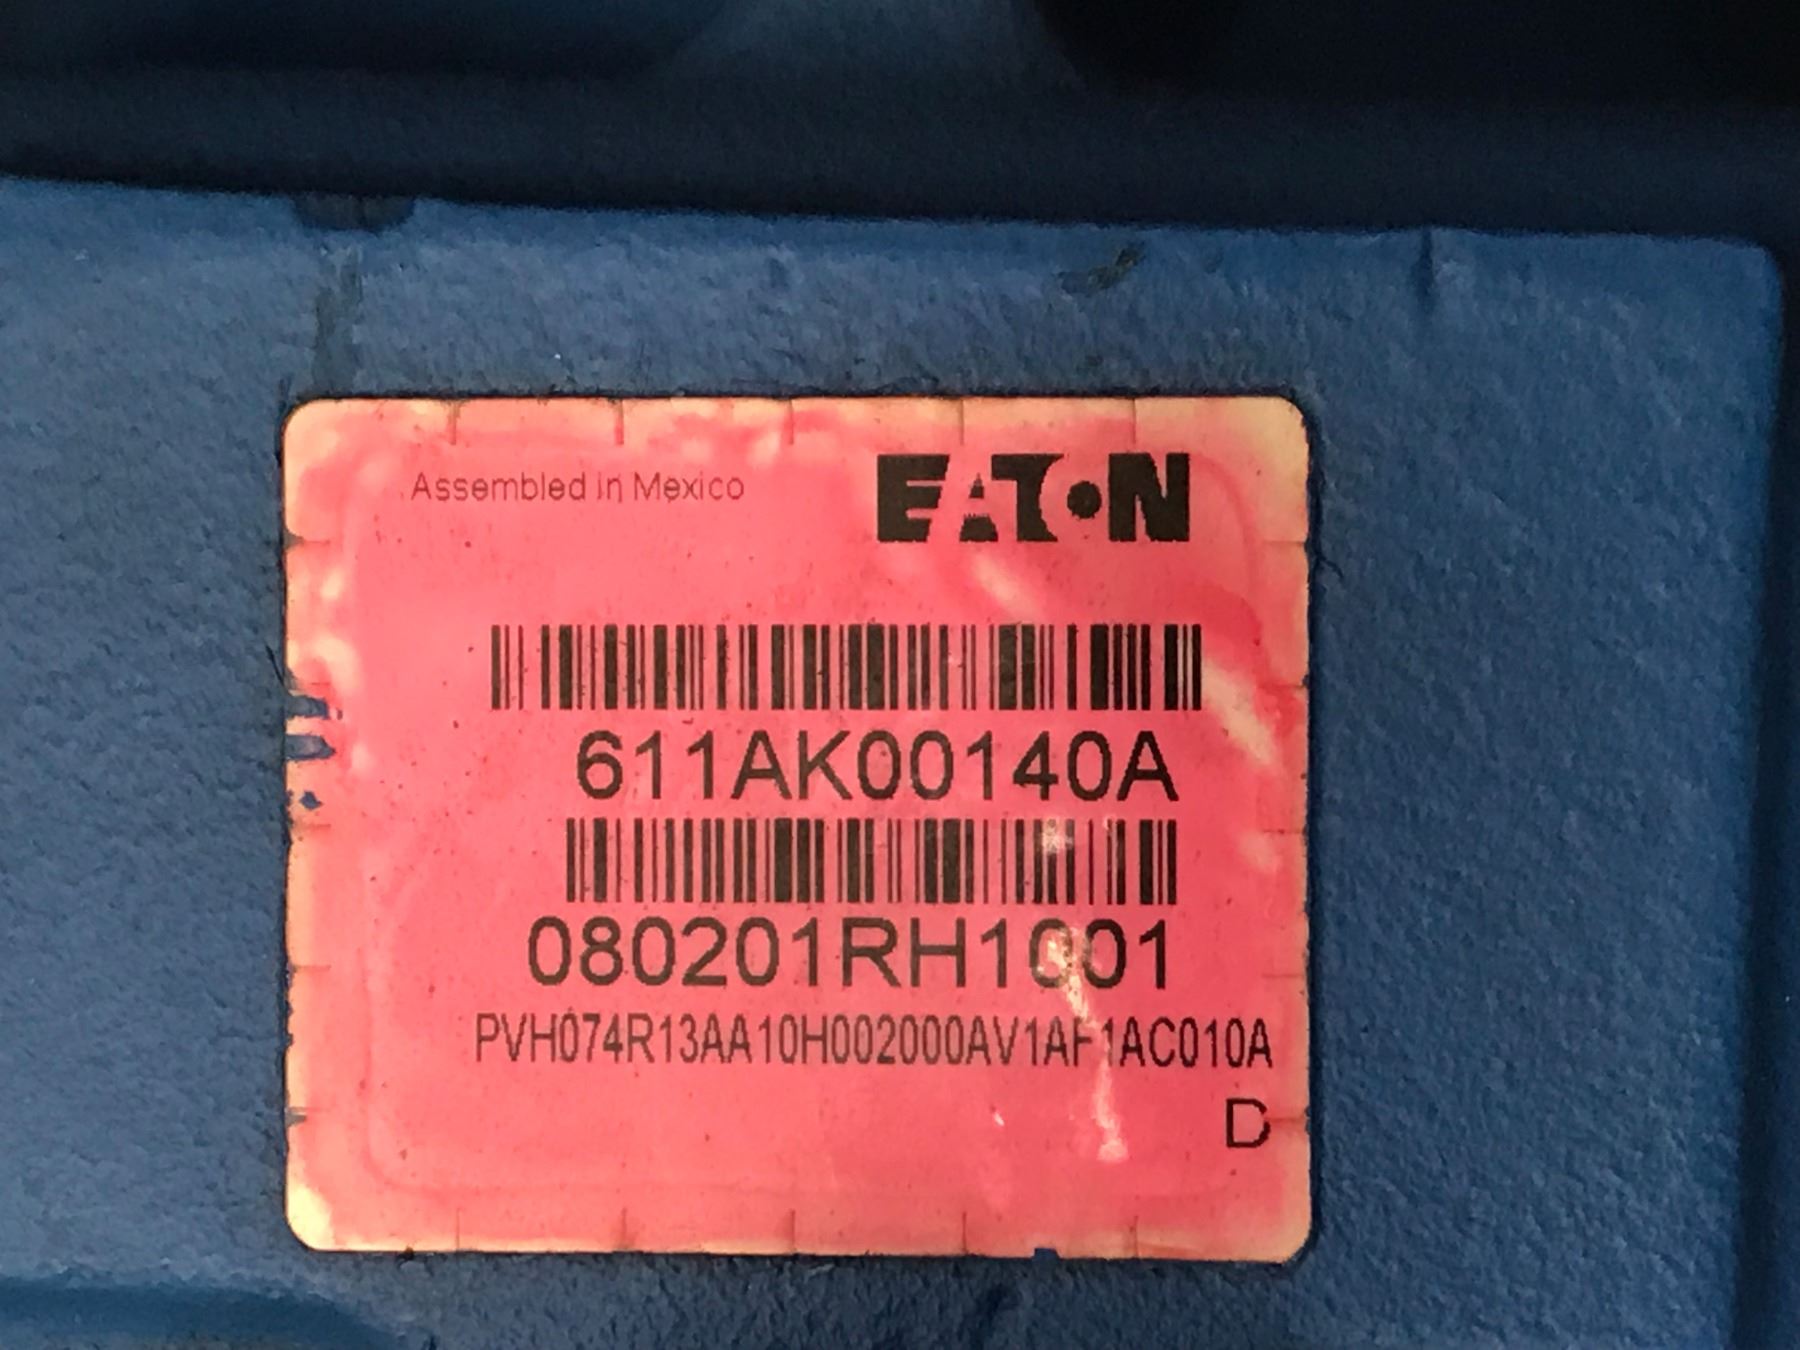 Assembled in Mexico
EATON
611AK00140A
080201RH1001
PVH074R13AA10H002000AV1AF1AC010A
D